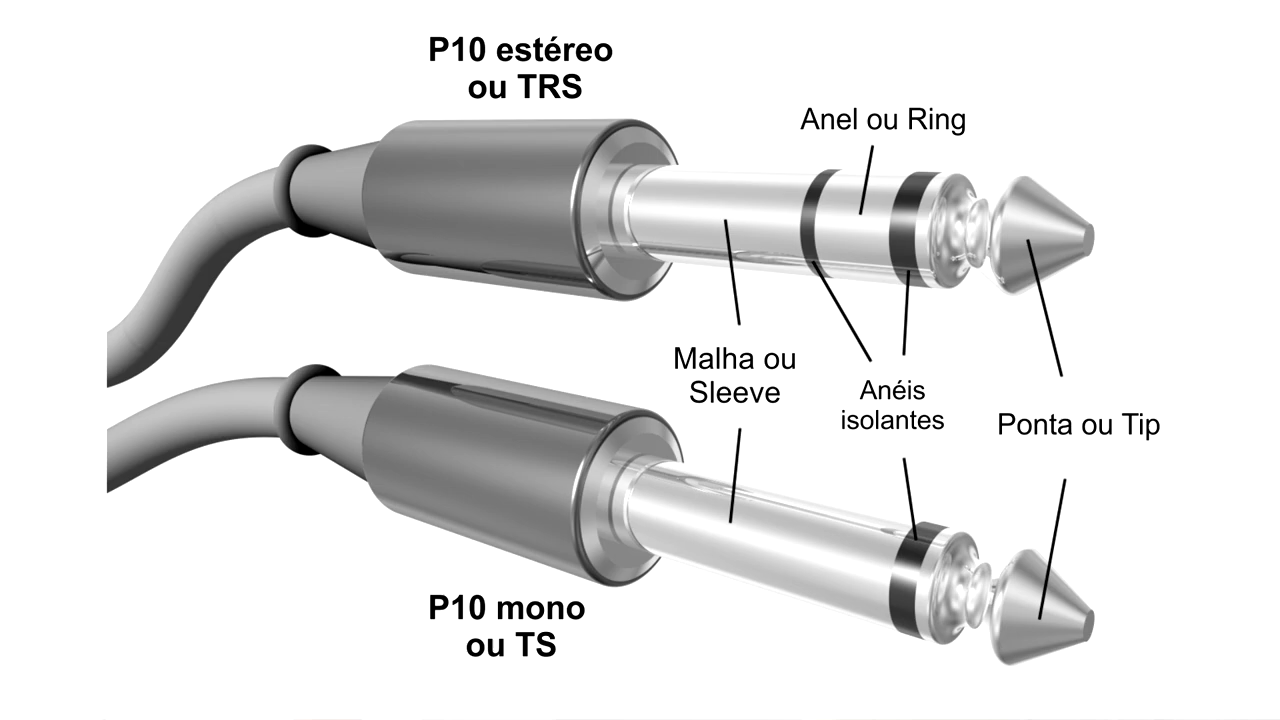 P10 estéreo
ou TRS
Anel ou Ring
Malha ou
Sleeve
Anéis
isolantes
Ponta ou Tip
P10 mono
ou TS